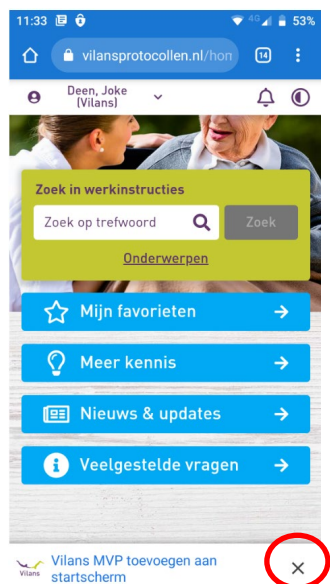 11:33 4G 53%
vilansprotocollen.nl/hon 14
Deen, Joke
(Vilans)
Zoek in werkinstructies
Zoek op trefwoord Zoek
Onderwerpen
Mijn favorieten
Meer kennis
Nieuws & updates
Veelgestelde vragen
Vilans MVP toevoegen aan
Vilans startscherm